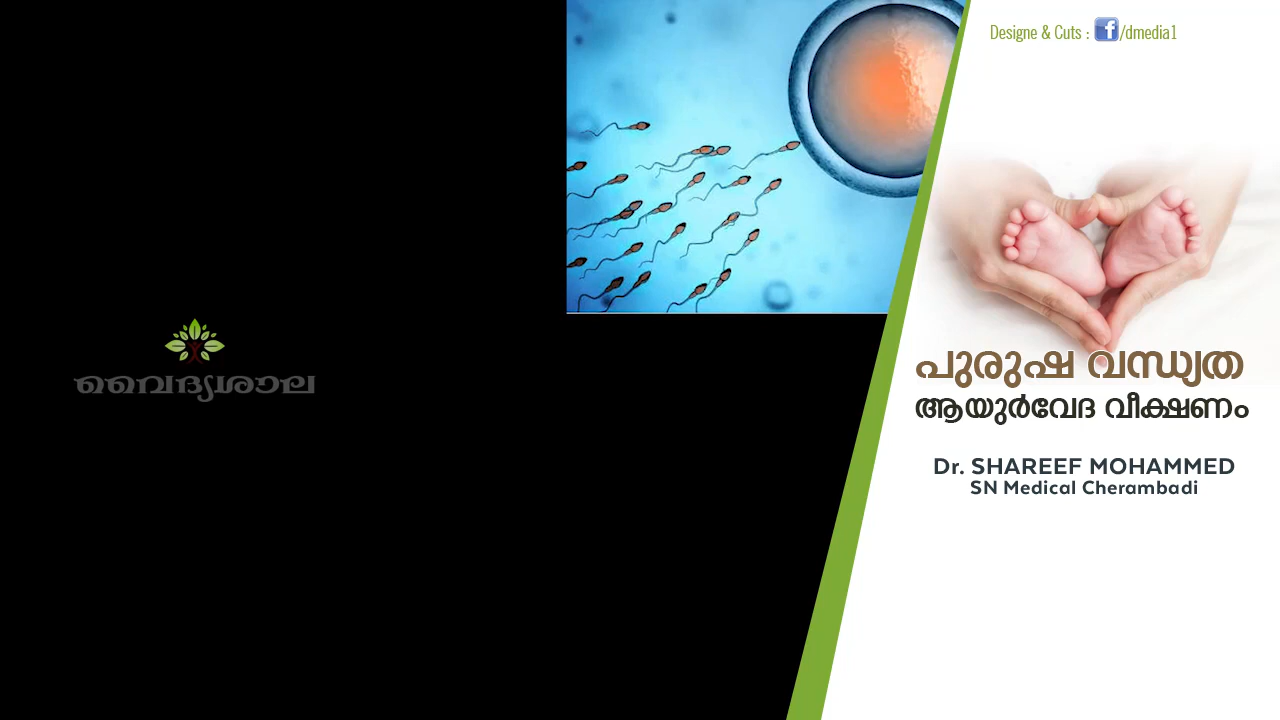 Designe & Cuts : f/dmedia1
വൈദ്യശാല
പുരുഷ വന്ധ്യത
ആയുർവേദ വീക്ഷണം
Dr. SHAREEF MOHAMMED
SN Medical Cherambadi